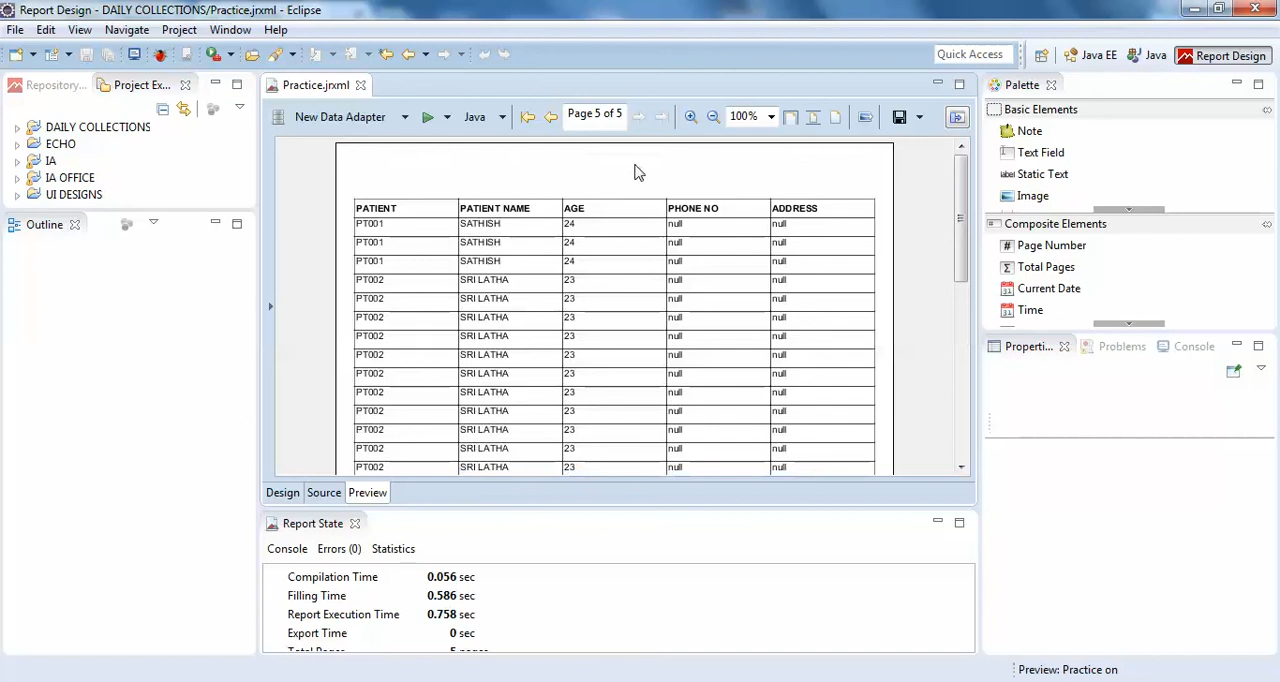 Report Design - DAILY COLLECTIONS/Practice.jrxml - Eclipse
File Edit View Navigate Project Window Help
Quick Access Java EE Java Report Design
Repository... Project Ex...
DAILY COLLECTIONS
ECHO
IA
IA OFFICE
UI DESIGNS
Outline
Practice.jrxml
New Data Adapter Java Page 5 of 5 100%
PATIENT PATIENT NAME AGE PHONE NO ADDRESS
PT001 SATHISH 24 null null
PT001 SATHISH 24 null null
PT001 SATHISH 24 null null
PT002 SRI LATHA 23 null null
PT002 SRI LATHA 23 null null
PT002 SRI LATHA 23 null null
PT002 SRI LATHA 23 null null
PT002 SRI LATHA 23 null null
PT002 SRI LATHA 23 null null
PT002 SRI LATHA 23 null null
PT002 SRI LATHA 23 null null
PT002 SRI LATHA 23 null null
PT002 SRI LATHA 23 null null
PT002 SRI LATHA 23 null null
Design Source Preview
Report State
Console Errors (0) Statistics
Compilation Time 0.056 sec
Filling Time 0.586 sec
Report Execution Time 0.758 sec
Export Time 0 sec
Total Pages 5 pages
Palette
Basic Elements
Note
Text Field
label Static Text
Image
Composite Elements
# Page Number
Σ Total Pages
Current Date
Time
Properti... Problems Console
Preview: Practice on